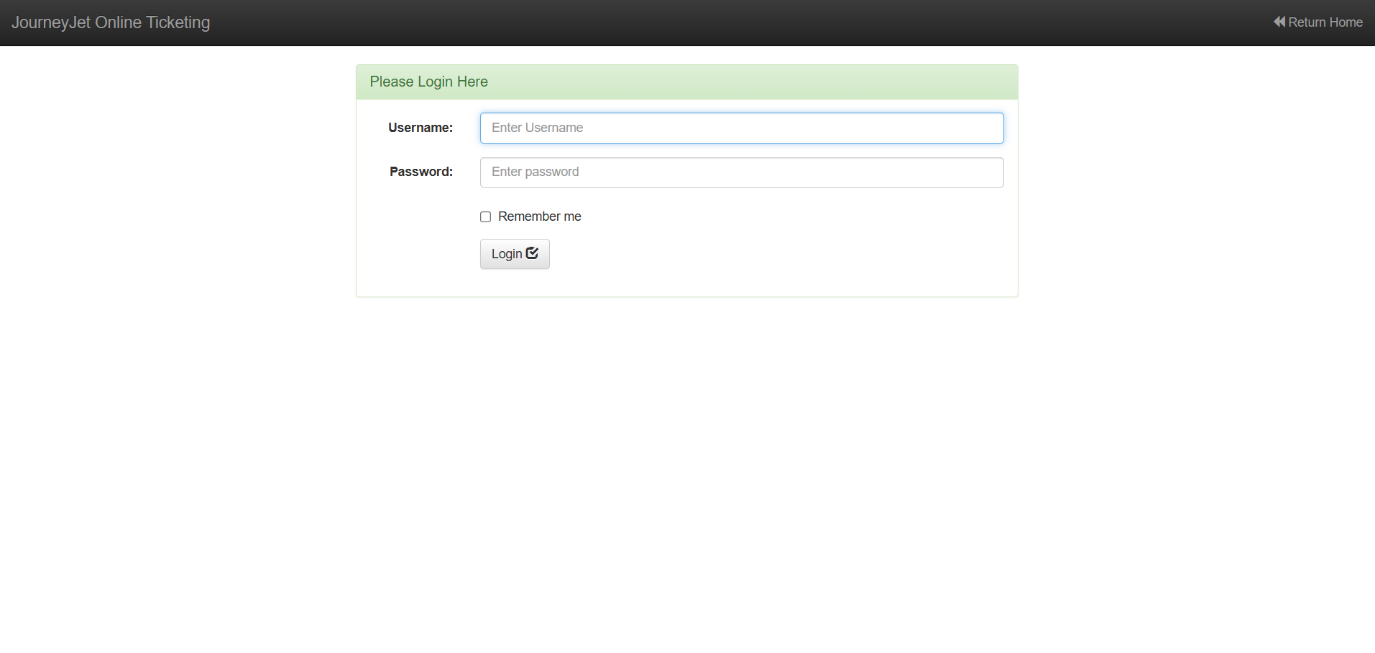 JourneyJet Online Ticketing
Return Home
Please Login Here
Username:
Enter Username
Password:
Enter password
Remember me
Login